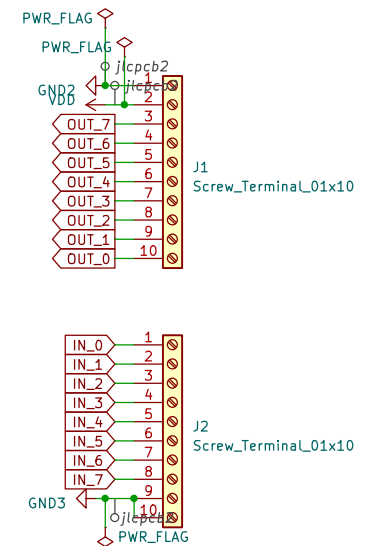 PWR_FLAG
PWR_FLAG
jlcpcb2
GND2 1 jlcpcb2
VDD 2
OUT_7 3
OUT_6 4
OUT_5 5
J1
OUT_4 6
Screw_Terminal_01x10
OUT_3 7
OUT_2 8
OUT_1 9
OUT_0 10
IN_0 1
IN_1 2
IN_2 3
IN_3 4
IN_4 5
J2
IN_5 6
Screw_Terminal_01x10
IN_6 7
IN_7 8
GND3 9
jlcpcb2 10
PWR_FLAG